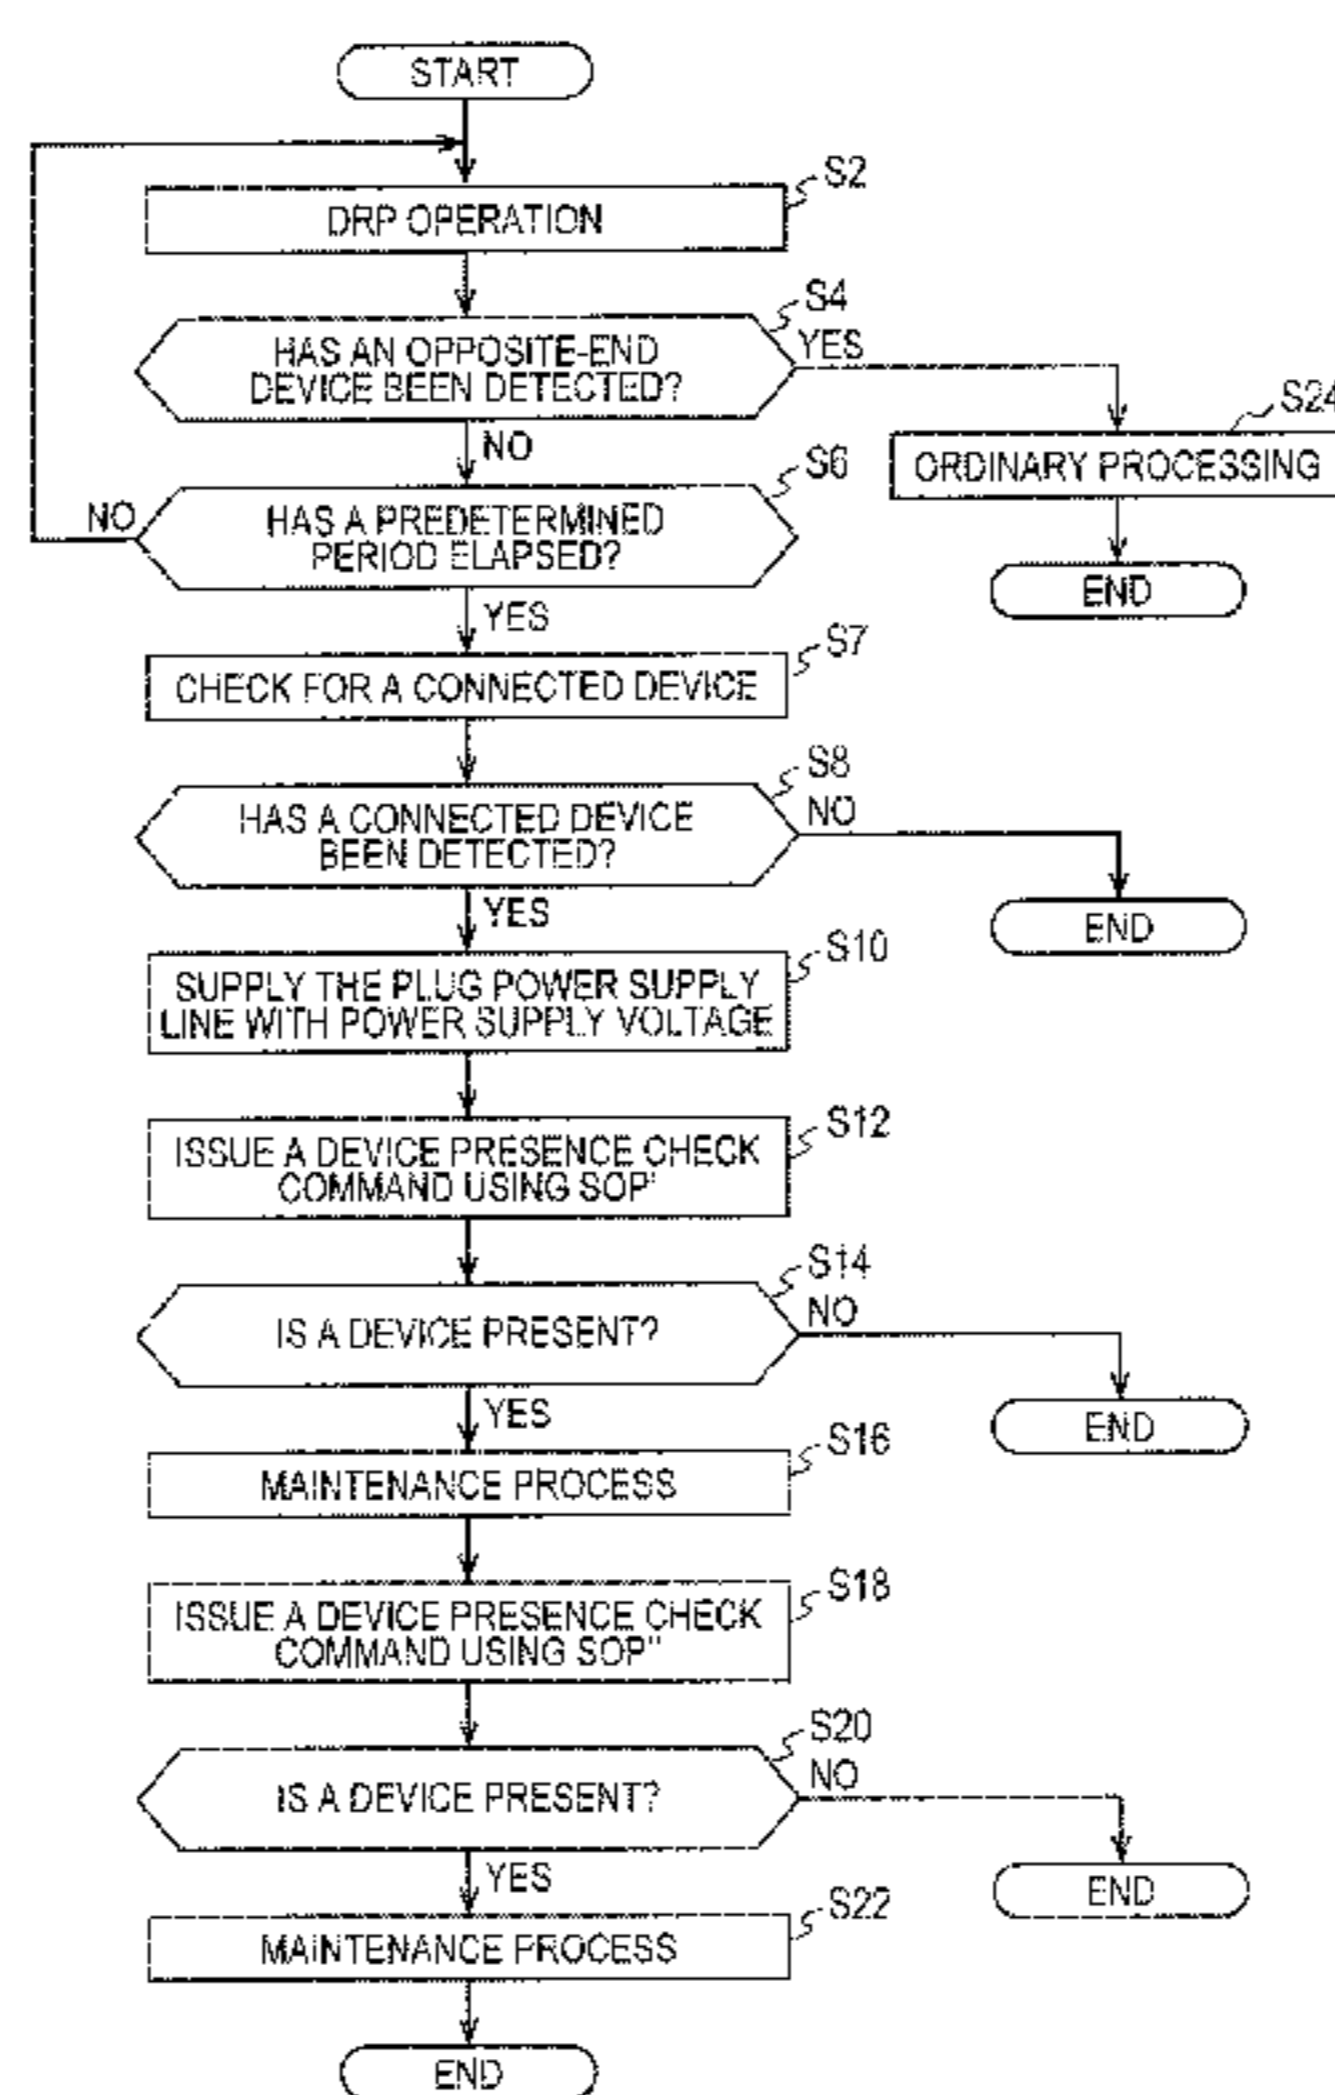 START
S2
DRP OPERATION
S4
HAS AN OPPOSITE-END
DEVICE BEEN DETECTED?
YES
S24
ORDINARY PROCESSING
END
NO
S6
HAS A PREDETERMINED
PERIOD ELAPSED?
NO
YES
S7
CHECK FOR A CONNECTED DEVICE
S8
HAS A CONNECTED DEVICE
BEEN DETECTED?
NO
END
YES
S10
SUPPLY THE PLUG POWER SUPPLY
LINE WITH POWER SUPPLY VOLTAGE
S12
ISSUE A DEVICE PRESENCE CHECK
COMMAND USING SOP'
S14
IS A DEVICE PRESENT?
NO
END
YES
S16
MAINTENANCE PROCESS
S18
ISSUE A DEVICE PRESENCE CHECK
COMMAND USING SOP"
S20
IS A DEVICE PRESENT?
NO
END
YES
S22
MAINTENANCE PROCESS
END